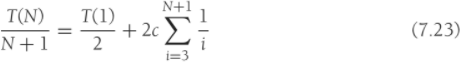 T(N)/(N + 1) = T(1)/2 + 2c ∑_{i=3}^{N+1} 1/i (7.23)